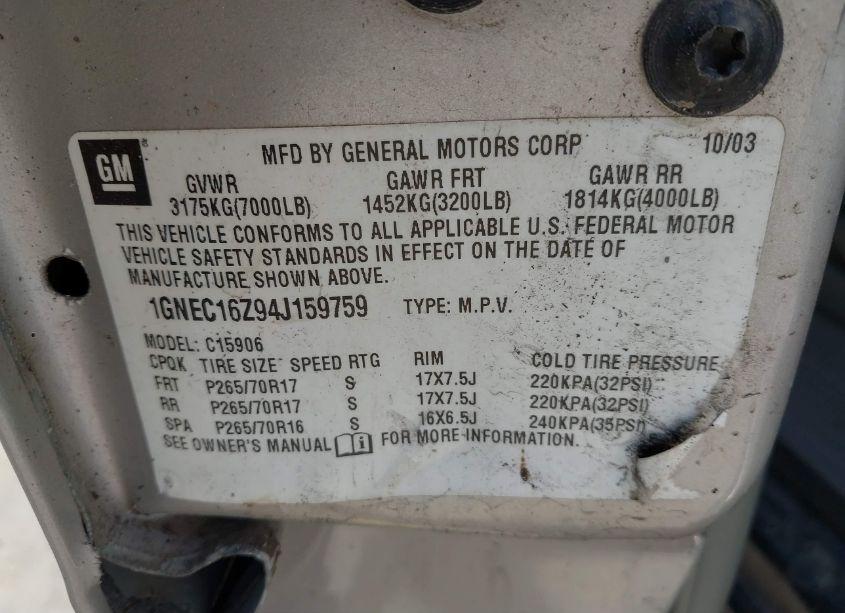 GM
MFD BY GENERAL MOTORS CORP 10/03
GVWR GAWR FRT GAWR RR
3175KG(7000LB) 1452KG(3200LB) 1814KG(4000LB)
THIS VEHICLE CONFORMS TO ALL APPLICABLE U.S. FEDERAL MOTOR
VEHICLE SAFETY STANDARDS IN EFFECT ON THE DATE OF
MANUFACTURE SHOWN ABOVE.
1GNEC16Z94J159759 TYPE: M.P.V.
MODEL: C15906
CPQK TIRE SIZE SPEED RTG RIM COLD TIRE PRESSURE
FRT P265/70R17 S 17X7.5J 220KPA(32PSI)
RR P265/70R17 S 17X7.5J 220KPA(32PSI)
SPA P265/70R16 S 16X6.5J 240KPA(35PSI)
SEE OWNER'S MANUAL i FOR MORE INFORMATION.